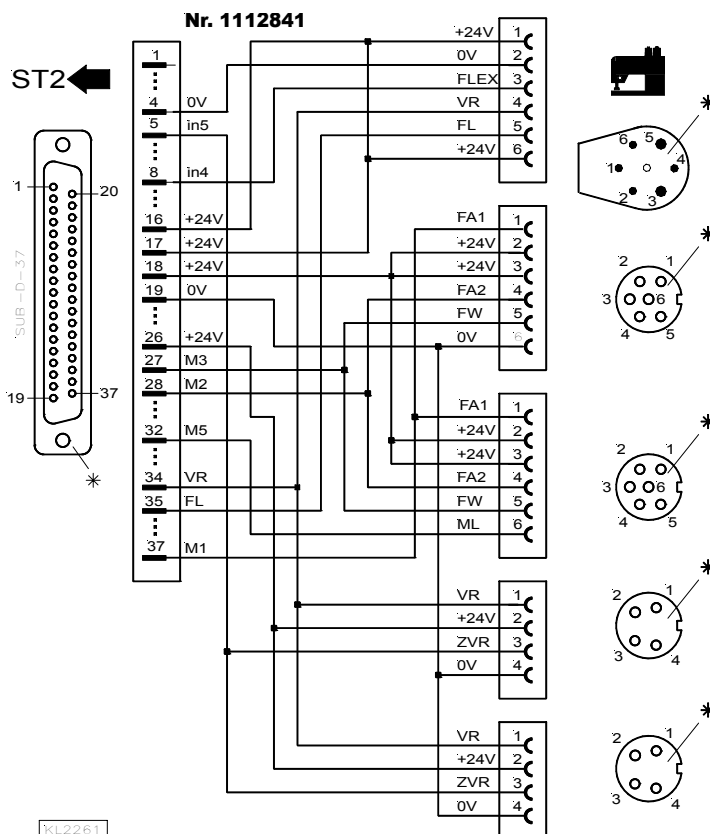 Nr. 1112841
ST2
SUB-D-37
1
20
19
37
*
1
4 0V
5 in5
8 in4
16 +24V
17 +24V
18 +24V
19 0V
26 +24V
27 M3
28 M2
32 M5
34 VR
35 FL
37 M1
+24V 1
0V 2
FLEX 3
VR 4
FL 5
+24V 6
FA1 1
+24V 2
+24V 3
FA2 4
FW 5
0V 6
FA1 1
+24V 2
+24V 3
FA2 4
FW 5
ML 6
VR 1
+24V 2
ZVR 3
0V 4
VR 1
+24V 2
ZVR 3
0V 4
*
6 5
1 4
2 3
*
2 1
3 6
4 5
*
2 1
3 6
4 5
*
2 1
3 4
*
2 1
3 4
KL2261